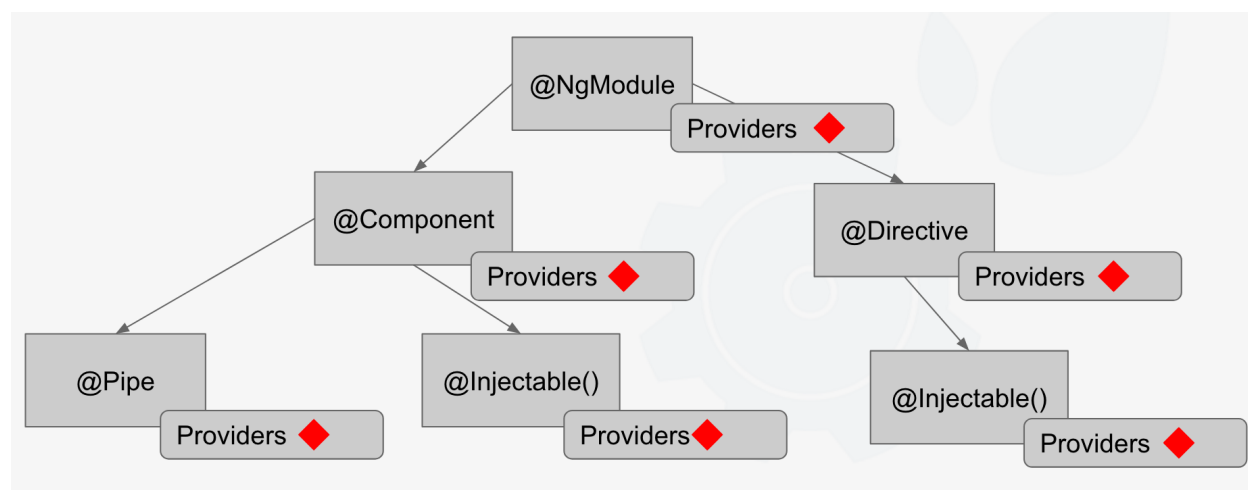 @NgModule
Providers
@Component
Providers
@Directive
Providers
@Pipe
Providers
@Injectable()
Providers
@Injectable()
Providers